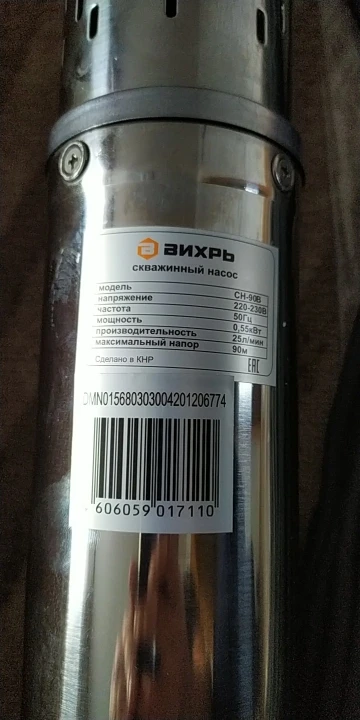 ВИХРЬ
скважинный насос
модель СН-90В
напряжение 220-230В
частота 50Гц
мощность 0,55кВт
производительность 25л/мин
максимальный напор 90м
Сделано в КНР EAC
DMN015680303004201206774
606059 017110